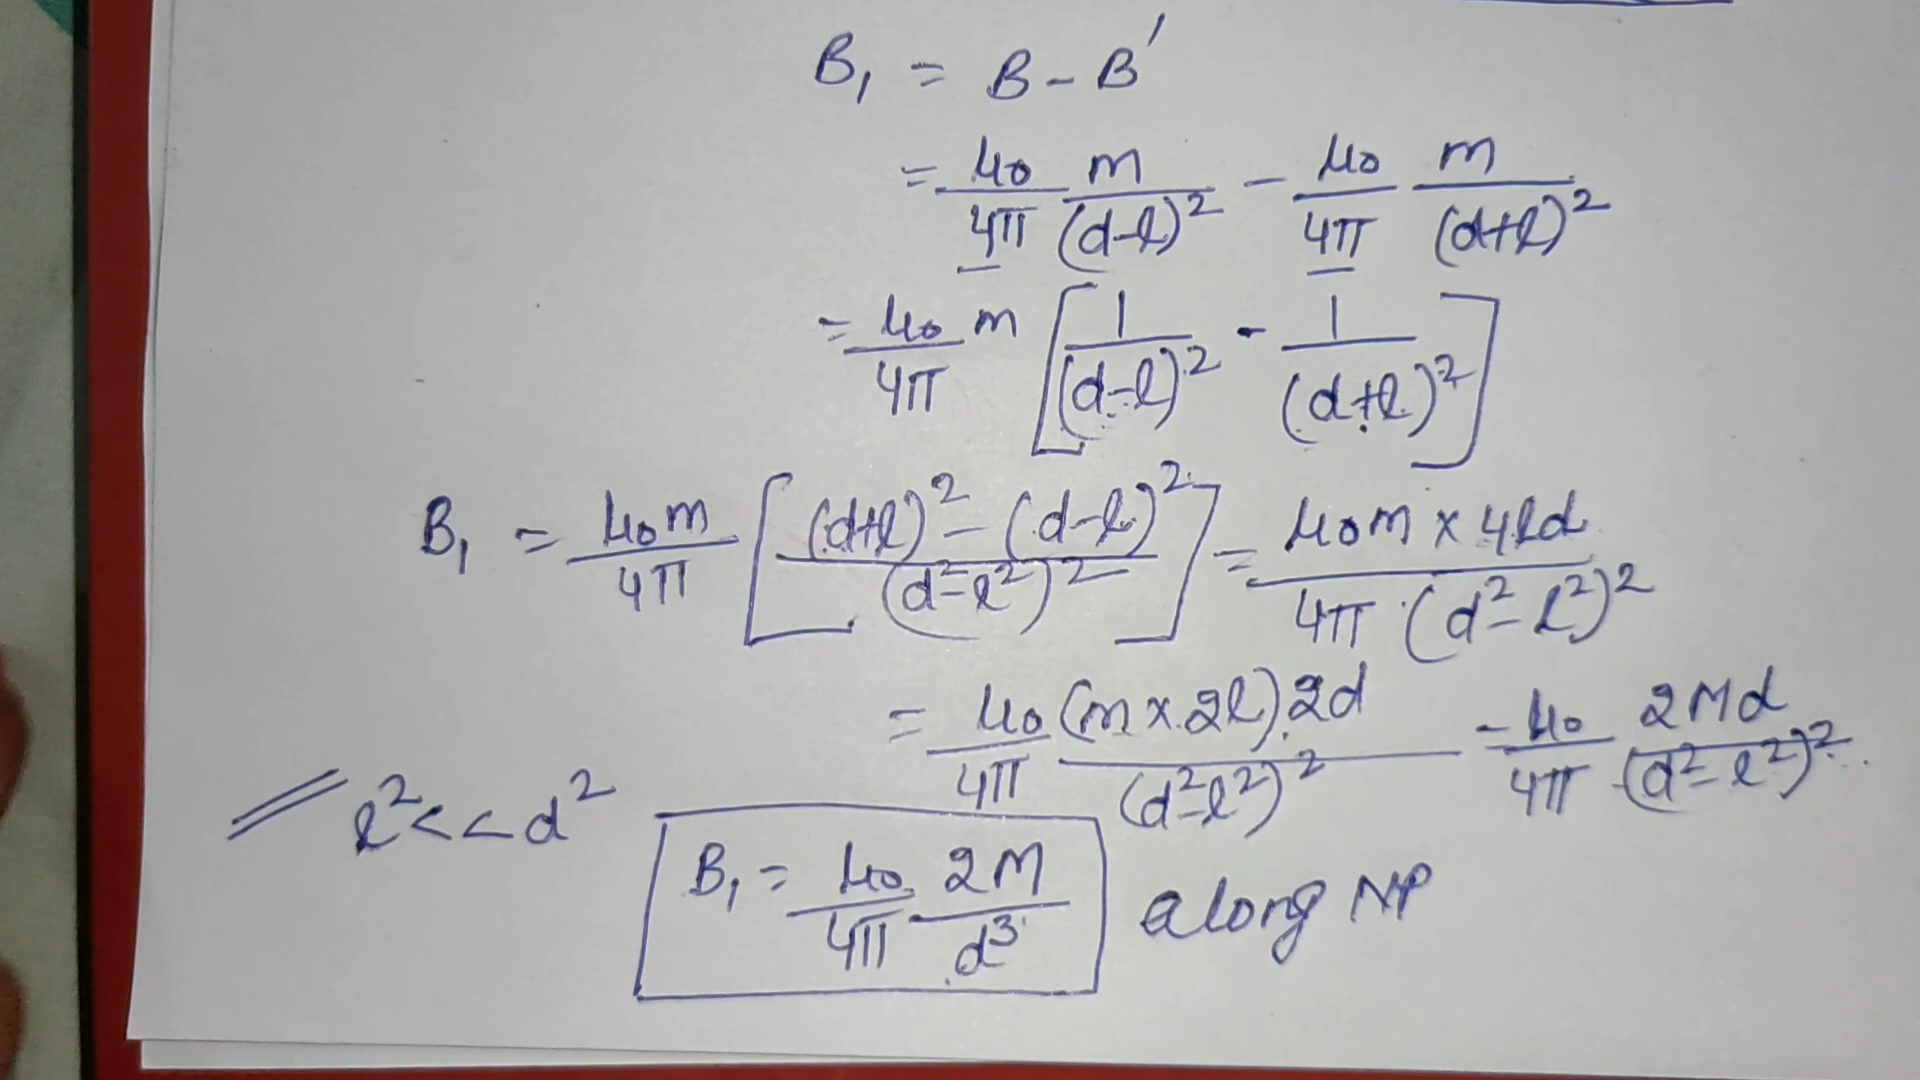 B₁ = B - B'
= μ₀/4π m/(d-l)² - μ₀/4π m/(d+l)²
= μ₀/4π m [1/(d-l)² - 1/(d+l)²]
B₁ = μ₀m/4π [(d+l)² - (d-l)²/(d²-l²)²] = μ₀m × 4ld/4π (d²-l²)²
= μ₀/4π (m × 2l) 2d/(d²-l²)² = μ₀/4π 2Md/(d²-l²)²
l² << d²
B₁ = μ₀/4π 2M/d³ along NP